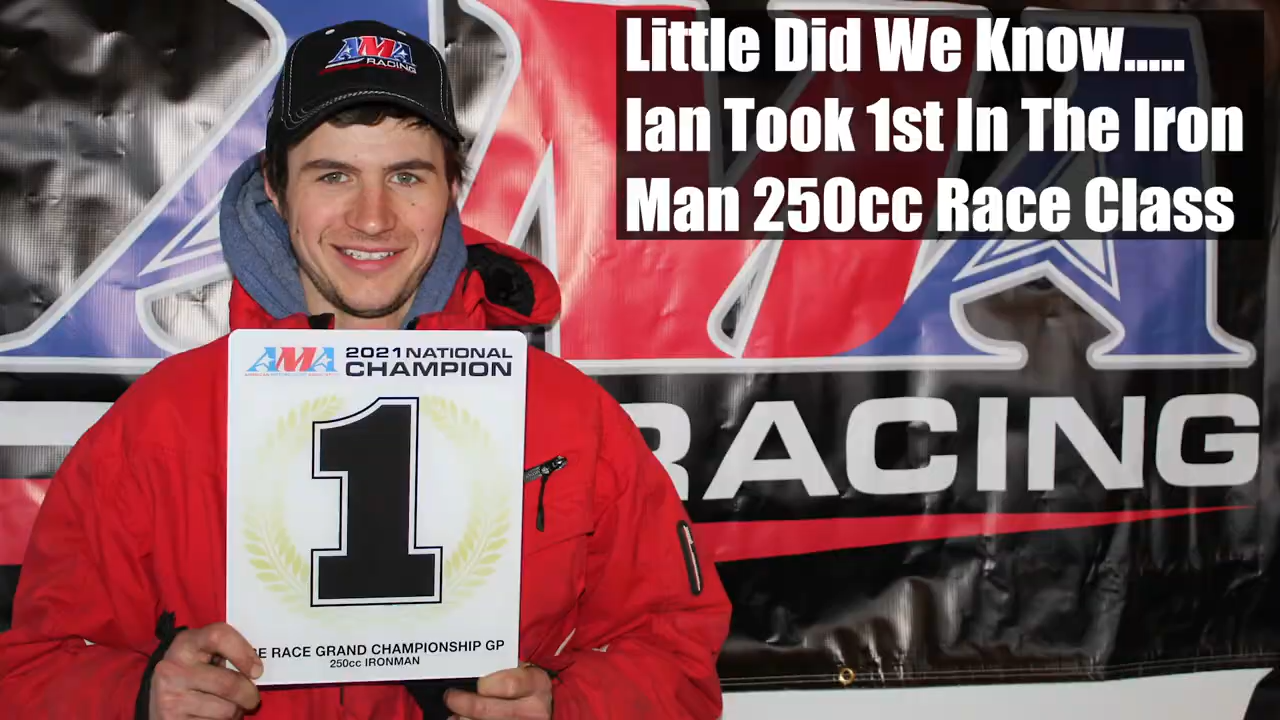 Little Did We Know.....
Ian Took 1st In The Iron
Man 250cc Race Class
AMA
RACING
AMA
RACING
AMA 2021 NATIONAL
CHAMPION
1
RACE GRAND CHAMPIONSHIP GP
250cc IRONMAN